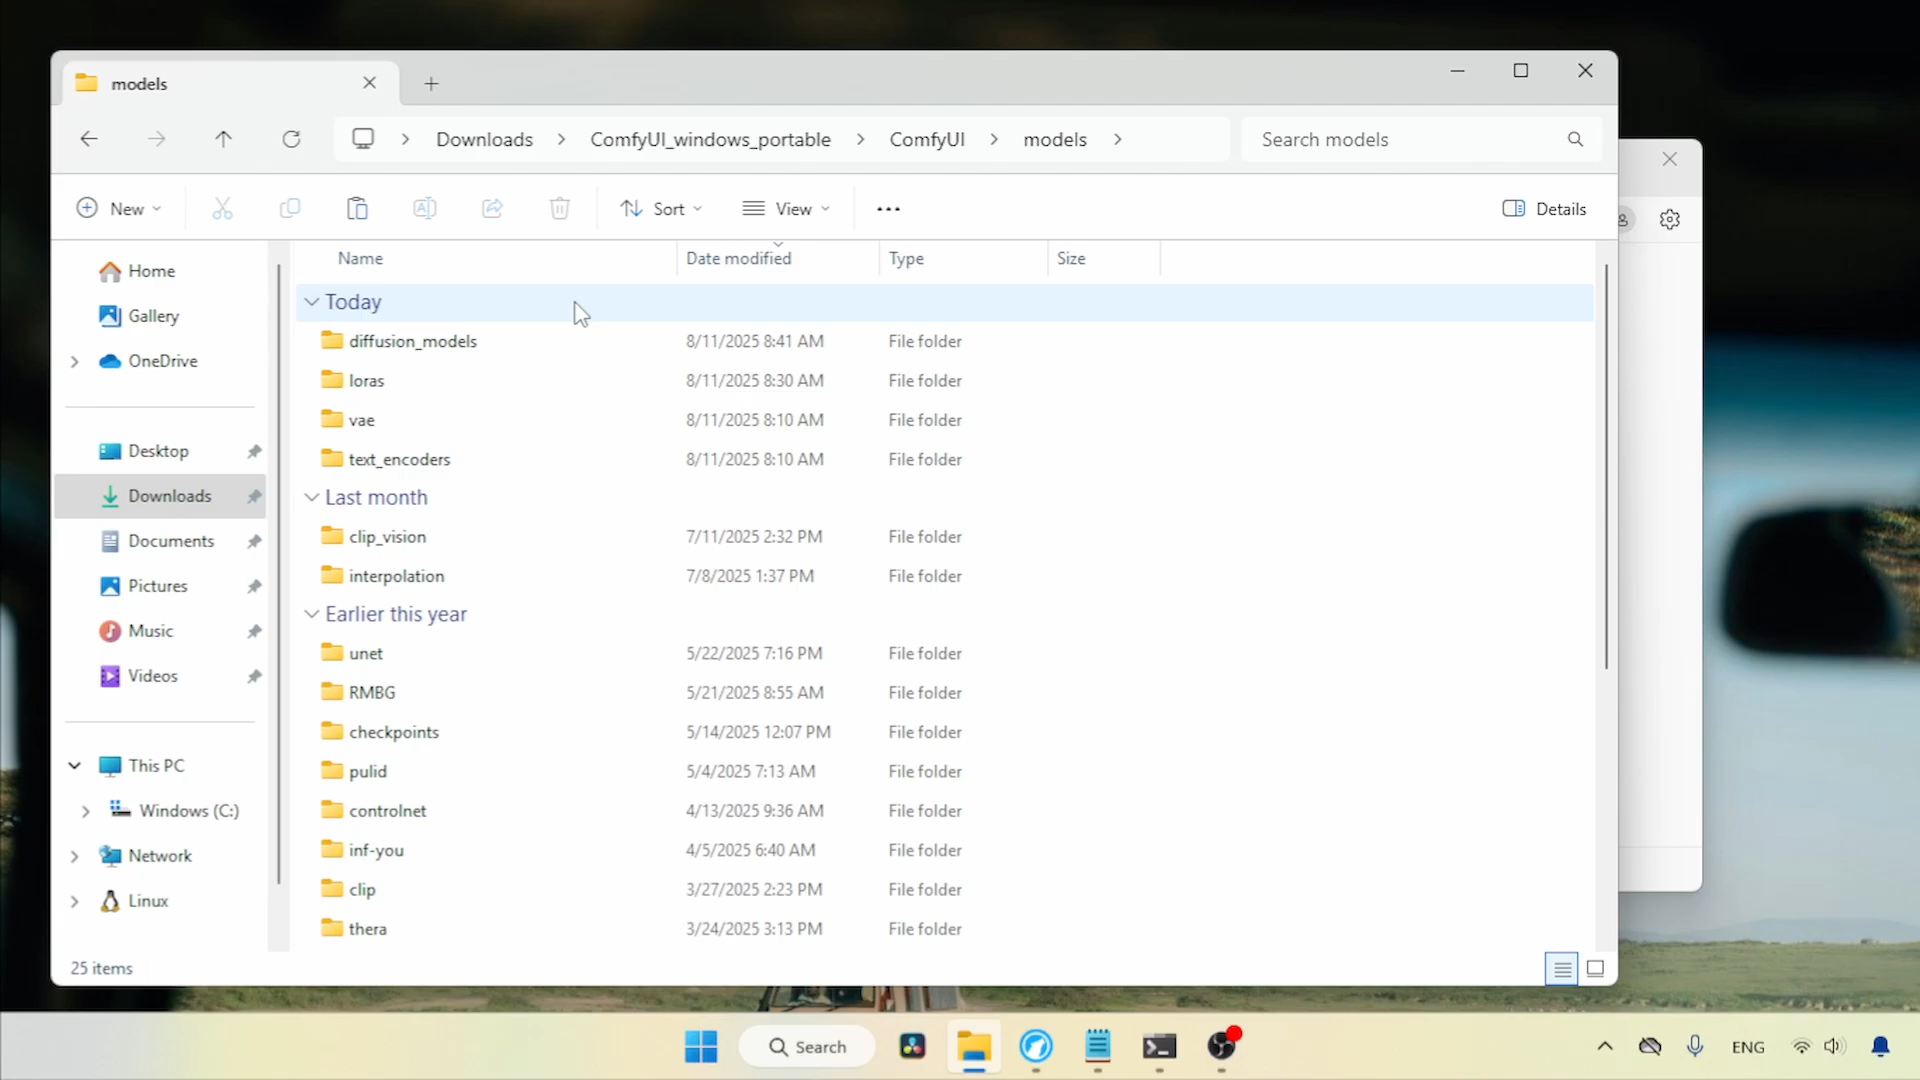 models
Downloads
ComfyUI_windows_portable
ComfyUI
models
Search models
New
Sort
View
Details
Name
Date modified
Type
Size
Home
Gallery
OneDrive
Desktop
Downloads
Documents
Pictures
Music
Videos
This PC
Windows (C:)
Network
Linux
Today
diffusion_models 8/11/2025 8:41 AM File folder
loras 8/11/2025 8:30 AM File folder
vae 8/11/2025 8:10 AM File folder
text_encoders 8/11/2025 8:10 AM File folder
Last month
clip_vision 7/11/2025 2:32 PM File folder
interpolation 7/8/2025 1:37 PM File folder
Earlier this year
unet 5/22/2025 7:16 PM File folder
RMBG 5/21/2025 8:55 AM File folder
checkpoints 5/14/2025 12:07 PM File folder
pulid 5/4/2025 7:13 AM File folder
controlnet 4/13/2025 9:36 AM File folder
inf-you 4/5/2025 6:40 AM File folder
clip 3/27/2025 2:23 PM File folder
thera 3/24/2025 3:13 PM File folder
25 items
Search
ENG